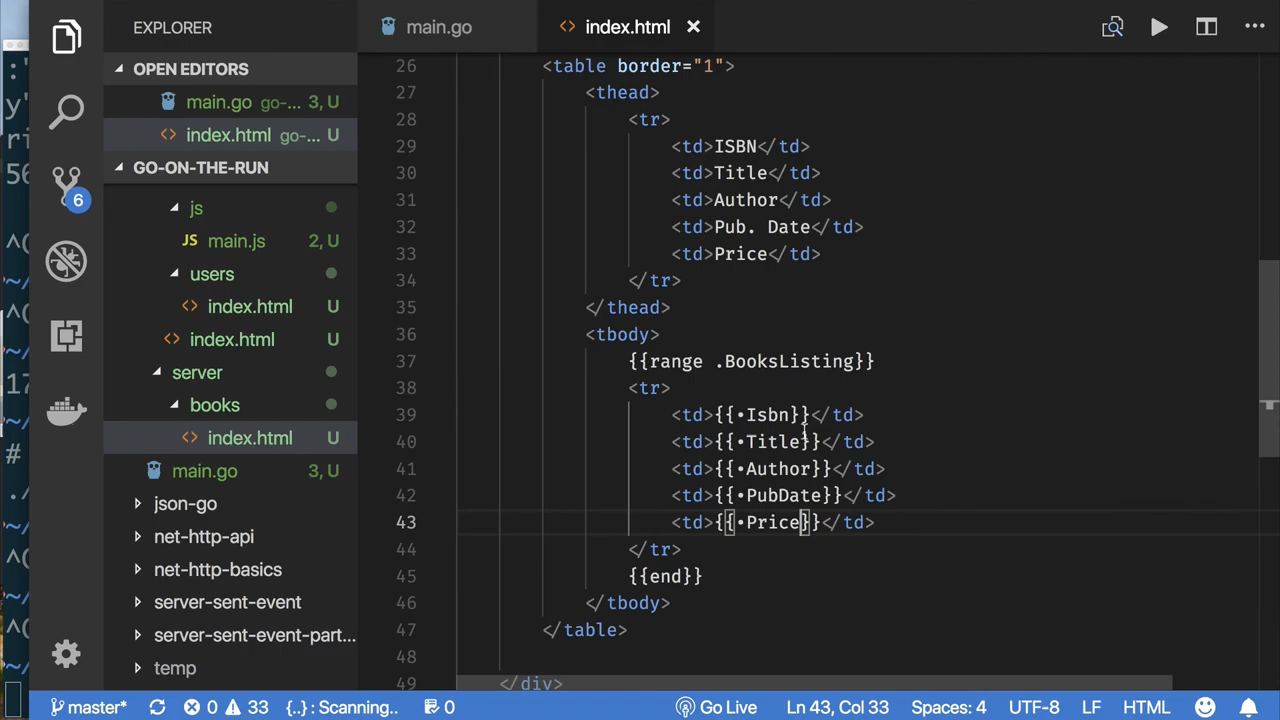 EXPLORER
main.go
index.html
OPEN EDITORS
main.go go-... 3, U
index.html go-... U
GO-ON-THE-RUN
js
JS main.js 2, U
users
index.html U
index.html U
server
books
index.html U
main.go 3, U
json-go
net-http-api
net-http-basics
server-sent-event
server-sent-event-part...
temp
6
26 <table border="1">
27 <thead>
28 <tr>
29 <td>ISBN</td>
30 <td>Title</td>
31 <td>Author</td>
32 <td>Pub. Date</td>
33 <td>Price</td>
34 </tr>
35 </thead>
36 <tbody>
37 {{range .BooksListing}}
38 <tr>
39 <td>{{•Isbn}}</td>
40 <td>{{•Title}}</td>
41 <td>{{•Author}}</td>
42 <td>{{•PubDate}}</td>
43 <td>{{•Price}}</td>
44 </tr>
45 {{end}}
46 </tbody>
47 </table>
48
49 </div>
master* 0 33 {..} : Scanning.. 0 Go Live Ln 43, Col 33 Spaces: 4 UTF-8 LF HTML